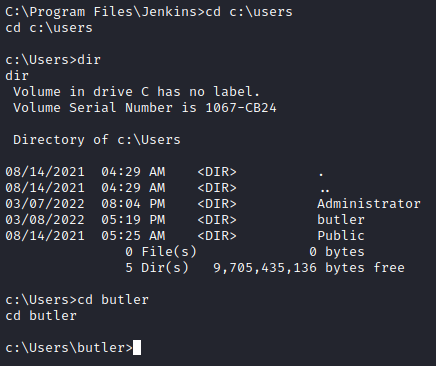 C:\Program Files\Jenkins>cd c:\users
cd c:\users

c:\Users>dir
dir
 Volume in drive C has no label.
 Volume Serial Number is 1067-CB24

 Directory of c:\Users

08/14/2021  04:29 AM    <DIR>          .
08/14/2021  04:29 AM    <DIR>          ..
03/07/2022  08:04 PM    <DIR>          Administrator
03/08/2022  05:19 PM    <DIR>          butler
08/14/2021  05:25 AM    <DIR>          Public
               0 File(s)              0 bytes
               5 Dir(s)   9,705,435,136 bytes free

c:\Users>cd butler
cd butler

c:\Users\butler>